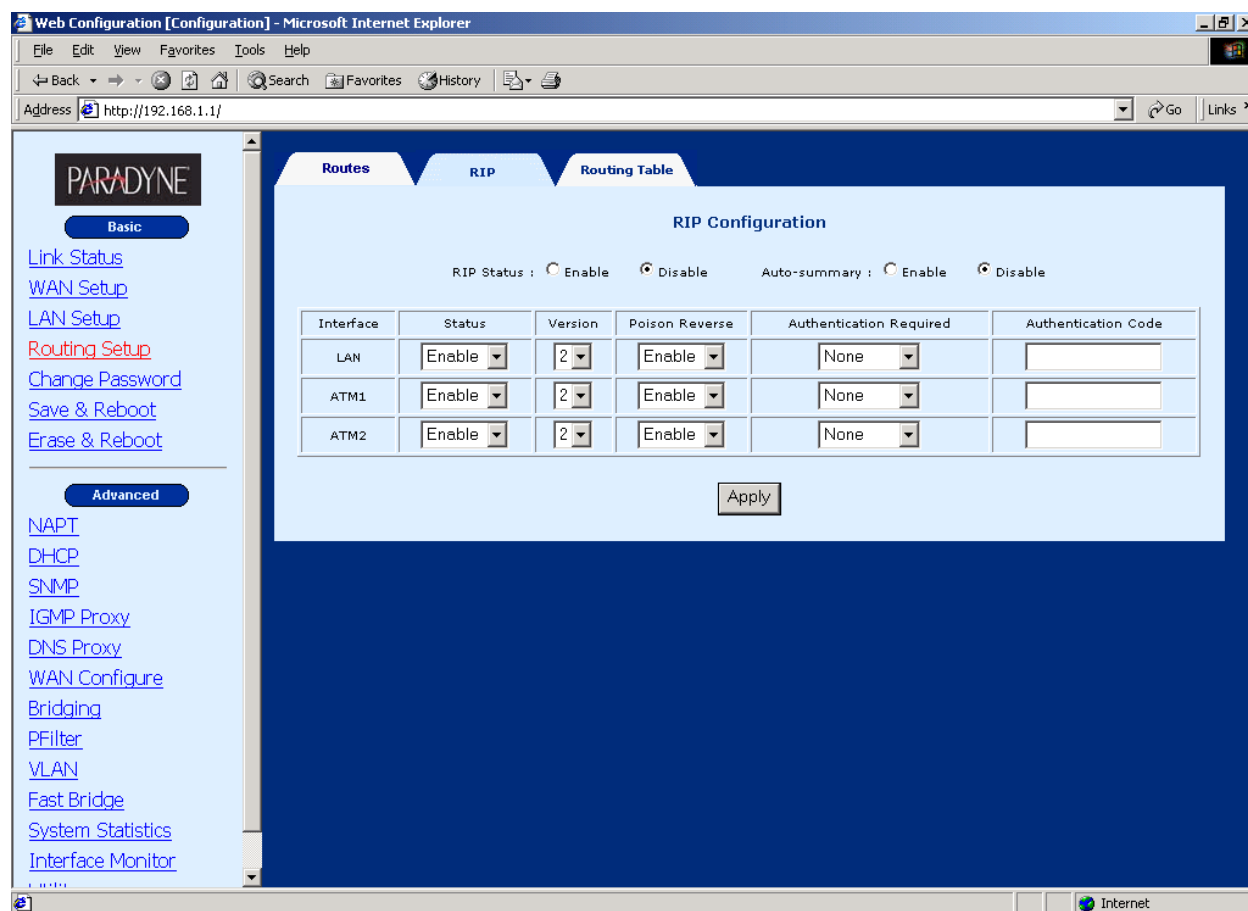 Web Configuration [Configuration] - Microsoft Internet Explorer
File Edit View Favorites Tools Help
Back Search Favorites History
Address http://192.168.1.1/ Go Links
PARADYNE
Basic
Link Status
WAN Setup
LAN Setup
Routing Setup
Change Password
Save & Reboot
Erase & Reboot
Advanced
NAPT
DHCP
SNMP
IGMP Proxy
DNS Proxy
WAN Configure
Bridging
PFilter
VLAN
Fast Bridge
System Statistics
Interface Monitor
Routes RIP Routing Table
RIP Configuration
RIP Status : Enable Disable Auto-summary : Enable Disable
Interface Status Version Poison Reverse Authentication Required Authentication Code
LAN Enable 2 Enable None
ATM1 Enable 2 Enable None
ATM2 Enable 2 Enable None
Apply
Internet